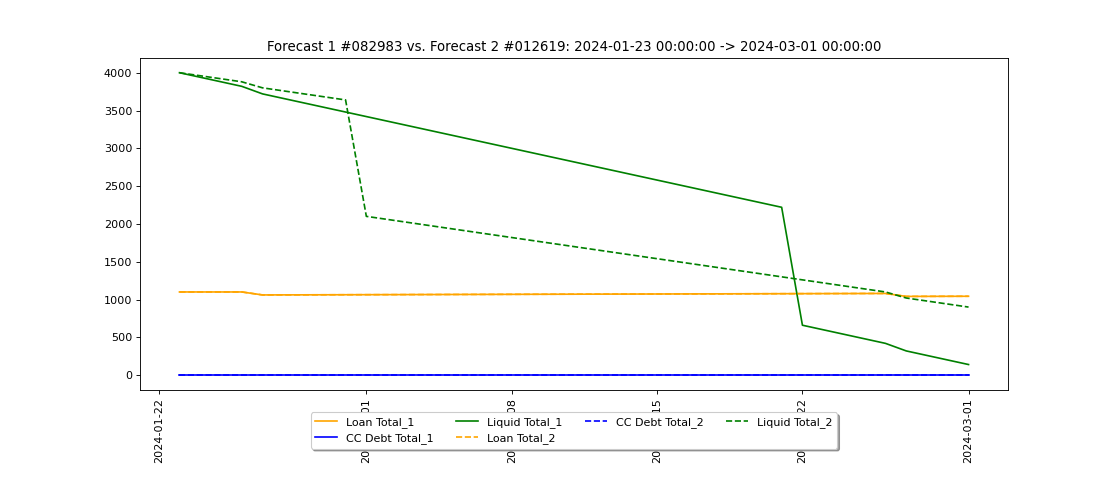 Forecast 1 #082983 vs. Forecast 2 #012619: 2024-01-23 00:00:00 -> 2024-03-01 00:00:00
4000
3500
3000
2500
2000
1500
1000
500
0
2024-01-22
2024-03-01
Loan Total_1
Liquid Total_1
CC Debt Total_2
Liquid Total_2
CC Debt Total_1
Loan Total_2